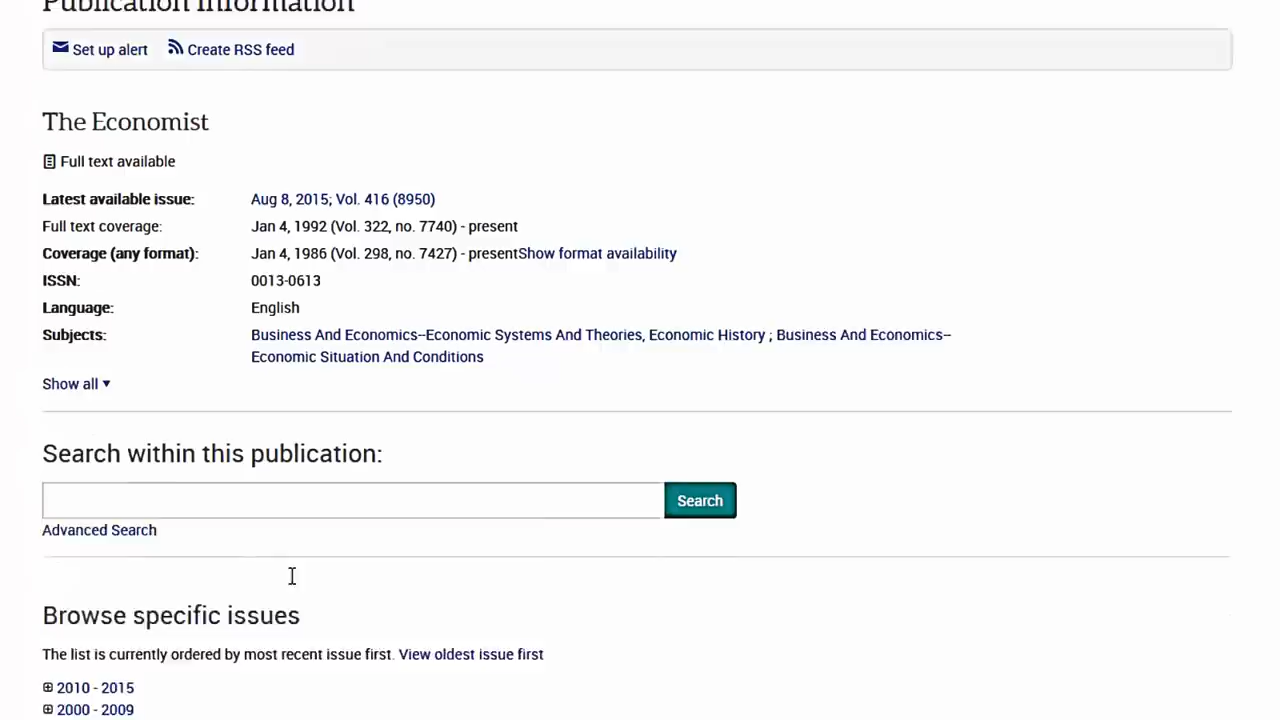 Publication Information
Set up alert Create RSS feed
The Economist
Full text available
Latest available issue: Aug 8, 2015; Vol. 416 (8950)
Full text coverage: Jan 4, 1992 (Vol. 322, no. 7740) - present
Coverage (any format): Jan 4, 1986 (Vol. 298, no. 7427) - presentShow format availability
ISSN: 0013-0613
Language: English
Subjects: Business And Economics--Economic Systems And Theories, Economic History ; Business And Economics--
Economic Situation And Conditions
Show all
Search within this publication:
Search
Advanced Search
Browse specific issues
The list is currently ordered by most recent issue first. View oldest issue first
2010 - 2015
2000 - 2009